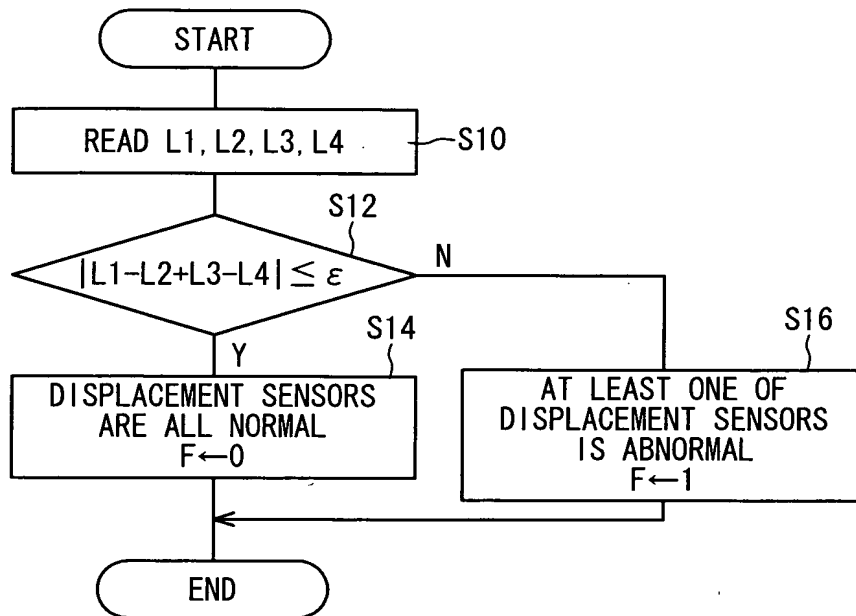 START
READ L1, L2, L3, L4
S10
S12
|L1-L2+L3-L4| ≤ ε
N
Y
S14
DISPLACEMENT SENSORS
ARE ALL NORMAL
F←0
S16
AT LEAST ONE OF
DISPLACEMENT SENSORS
IS ABNORMAL
F←1
END